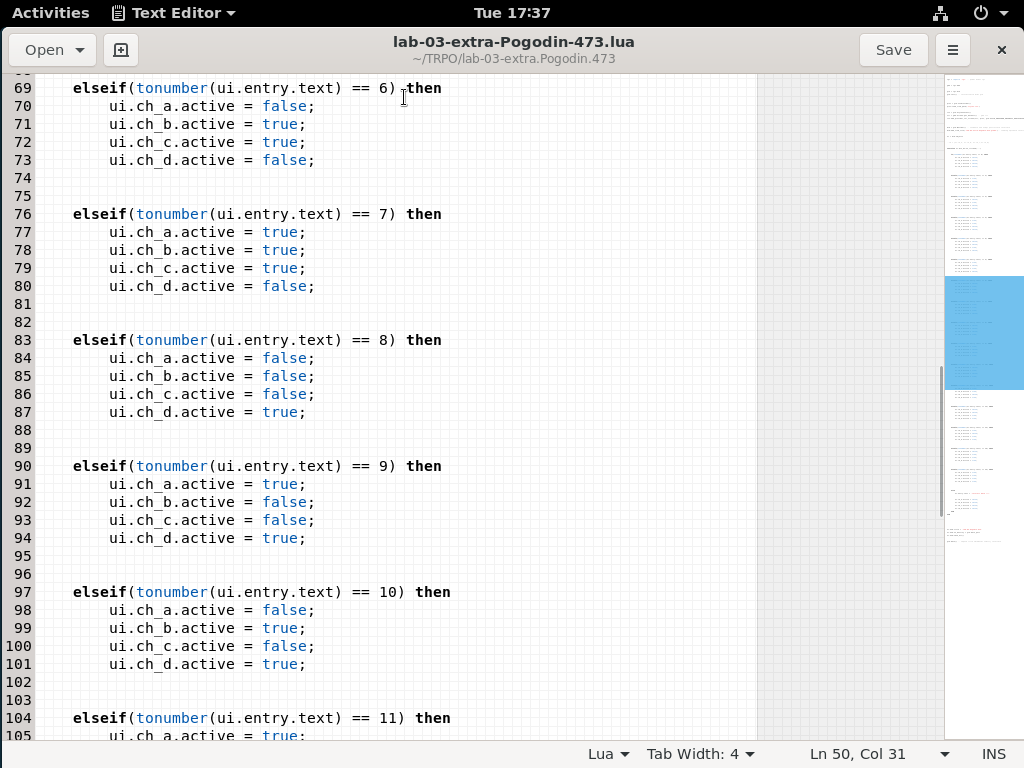 Activities Text Editor Tue 17:37
Open lab-03-extra-Pogodin-473.lua Save
~/TRPO/lab-03-extra.Pogodin.473
69 elseif(tonumber(ui.entry.text) == 6) then
70 ui.ch_a.active = false;
71 ui.ch_b.active = true;
72 ui.ch_c.active = true;
73 ui.ch_d.active = false;
74
75
76 elseif(tonumber(ui.entry.text) == 7) then
77 ui.ch_a.active = true;
78 ui.ch_b.active = true;
79 ui.ch_c.active = true;
80 ui.ch_d.active = false;
81
82
83 elseif(tonumber(ui.entry.text) == 8) then
84 ui.ch_a.active = false;
85 ui.ch_b.active = false;
86 ui.ch_c.active = false;
87 ui.ch_d.active = true;
88
89
90 elseif(tonumber(ui.entry.text) == 9) then
91 ui.ch_a.active = true;
92 ui.ch_b.active = false;
93 ui.ch_c.active = false;
94 ui.ch_d.active = true;
95
96
97 elseif(tonumber(ui.entry.text) == 10) then
98 ui.ch_a.active = false;
99 ui.ch_b.active = true;
100 ui.ch_c.active = false;
101 ui.ch_d.active = true;
102
103
104 elseif(tonumber(ui.entry.text) == 11) then
105 ui.ch_a.active = true;
Lua Tab Width: 4 Ln 50, Col 31 INS